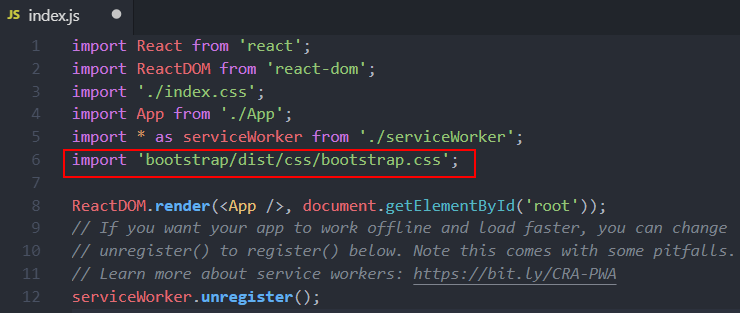 JS index.js
1 import React from 'react';
2 import ReactDOM from 'react-dom';
3 import './index.css';
4 import App from './App';
5 import * as serviceWorker from './serviceWorker';
6 import 'bootstrap/dist/css/bootstrap.css';
7
8 ReactDOM.render(<App />, document.getElementById('root'));
9 // If you want your app to work offline and load faster, you can change
10 // unregister() to register() below. Note this comes with some pitfalls.
11 // Learn more about service workers: https://bit.ly/CRA-PWA
12 serviceWorker.unregister();